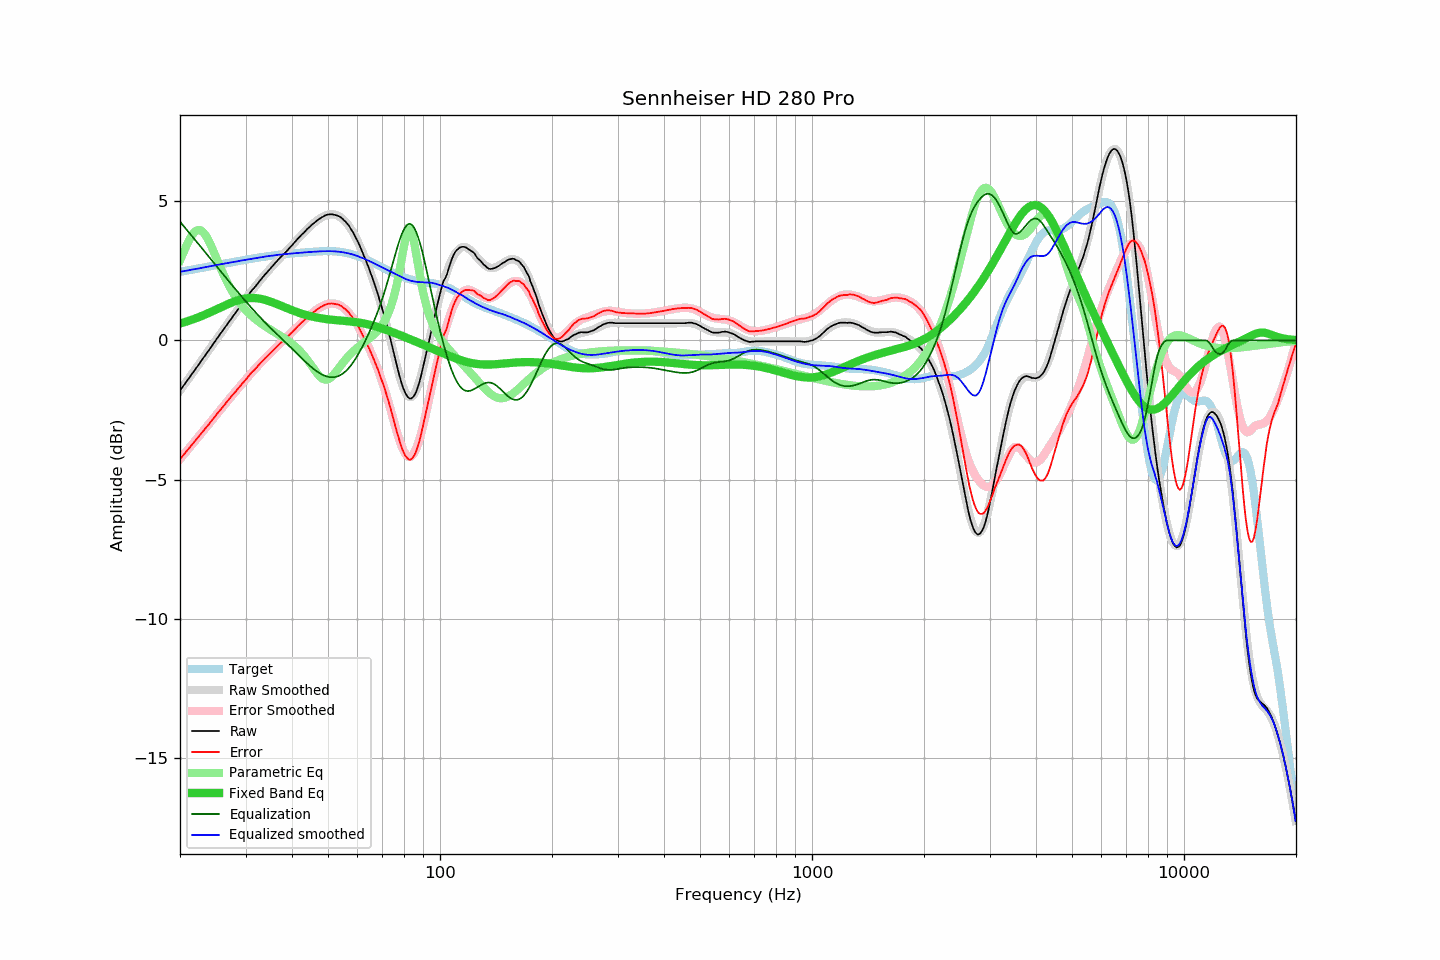 Sennheiser HD 280 Pro
Amplitude (dBr)
5
0
−5
−10
−15
Target
Raw Smoothed
Error Smoothed
Raw
Error
Parametric Eq
Fixed Band Eq
Equalization
Equalized smoothed
100
1000
10000
Frequency (Hz)